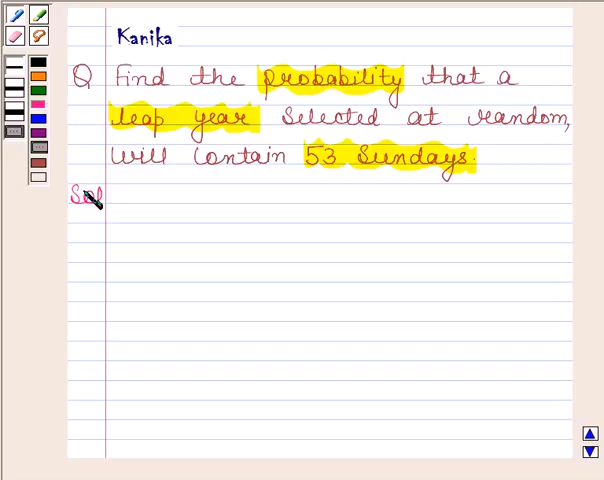 Kanika
Q Find the probability that a
leap year selected at random,
will contain 53 Sundays.
Sol